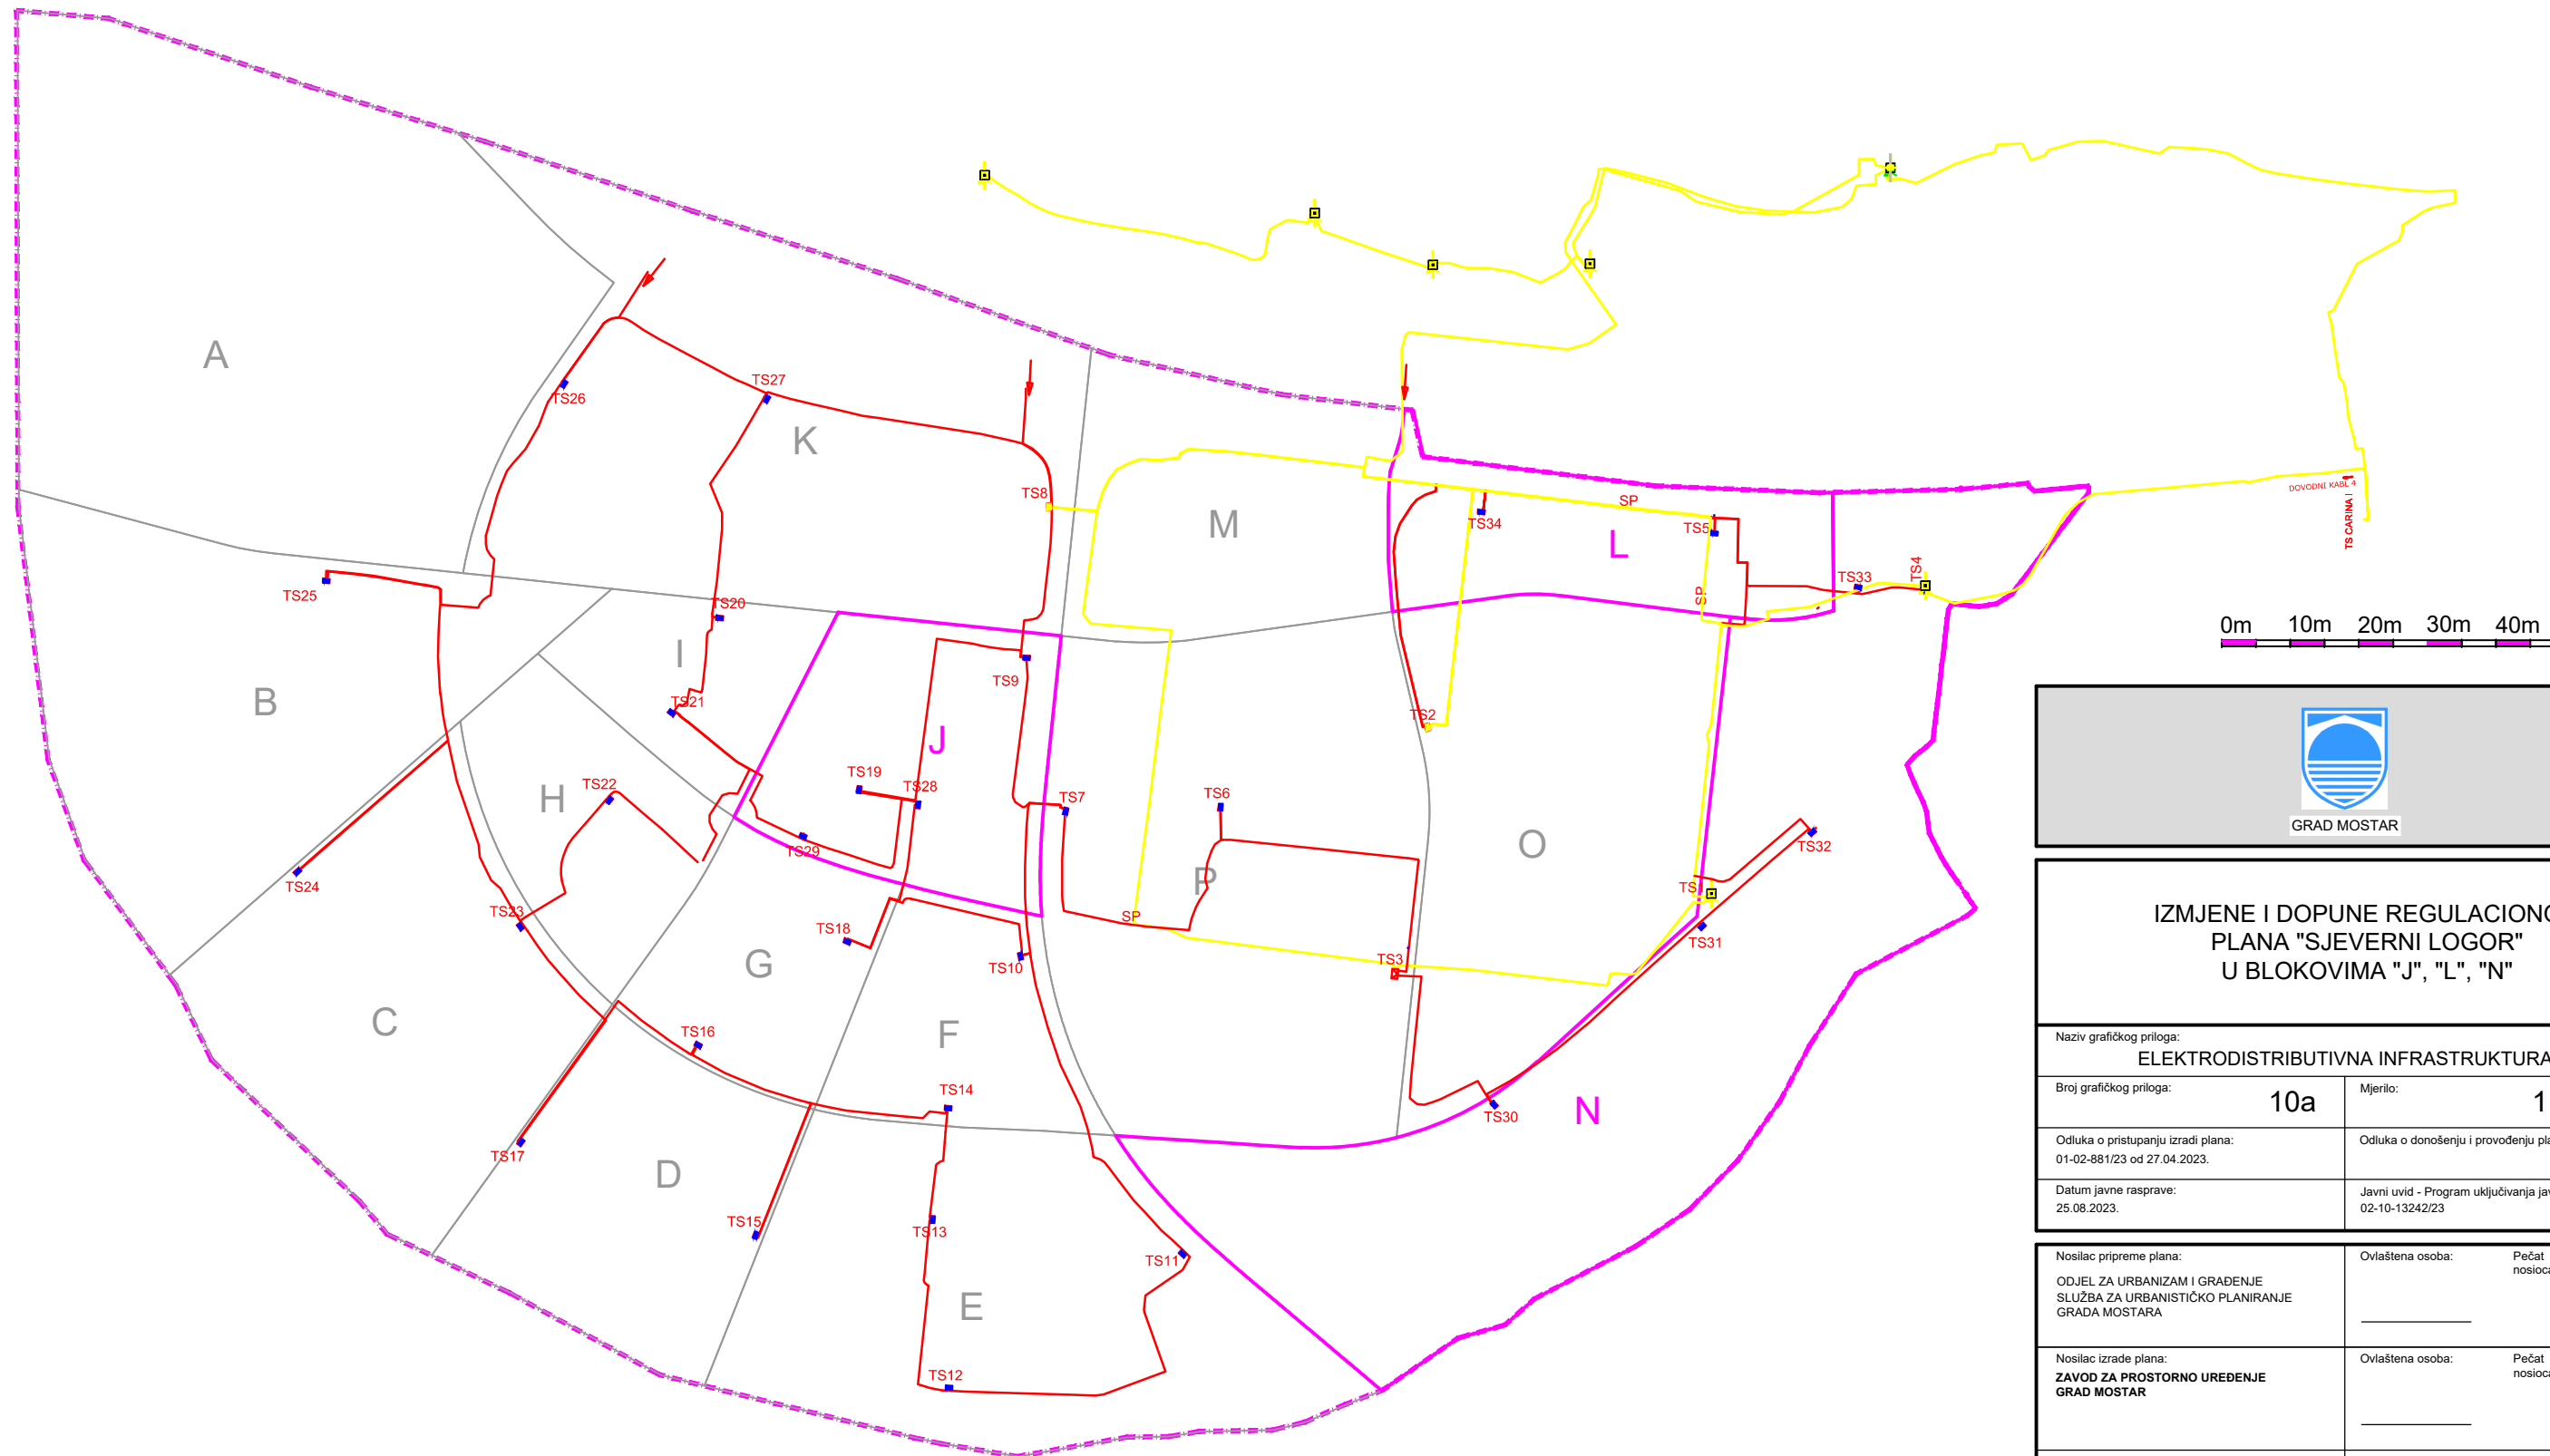 A
TS26
TS27
K
TS8
M
TS34
SP
TS5
L
SP
TS33
TS4
DOVODNI KABL 4
TS CARINA I
TS25
TS20
I
TS21
B
TS9
J
TS2
TS19
TS28
TS22
H
TS29
TS7
TS6
O
TS32
P
TS1
TS24
TS23
TS18
SP
TS31
G
TS10
TS3
C
TS16
F
TS14
TS30
N
TS17
D
TS15
TS13
TS11
E
TS12
0m 10m 20m 30m 40m
GRAD MOSTAR
IZMJENE I DOPUNE REGULACIONO
PLANA "SJEVERNI LOGOR"
U BLOKOVIMA "J", "L", "N"
Naziv grafičkog priloga:
ELEKTRODISTRIBUTIVNA INFRASTRUKTURA
Broj grafičkog priloga:
10a
Mjerilo:
1
Odluka o pristupanju izradi plana:
01-02-881/23 od 27.04.2023.
Odluka o donošenju i provođenju pla
Datum javne rasprave:
25.08.2023.
Javni uvid - Program uključivanja jav
02-10-13242/23
Nosilac pripreme plana:
ODJEL ZA URBANIZAM I GRAĐENJE
SLUŽBA ZA URBANISTIČKO PLANIRANJE
GRADA MOSTARA
Ovlaštena osoba:
Pečat
nosioca
Nosilac izrade plana:
ZAVOD ZA PROSTORNO UREĐENJE
GRAD MOSTAR
Ovlaštena osoba:
Pečat
nosioca